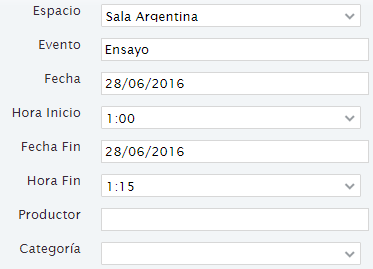 Espacio Sala Argentina
Evento Ensayo
Fecha 28/06/2016
Hora Inicio 1:00
Fecha Fin 28/06/2016
Hora Fin 1:15
Productor
Categoría